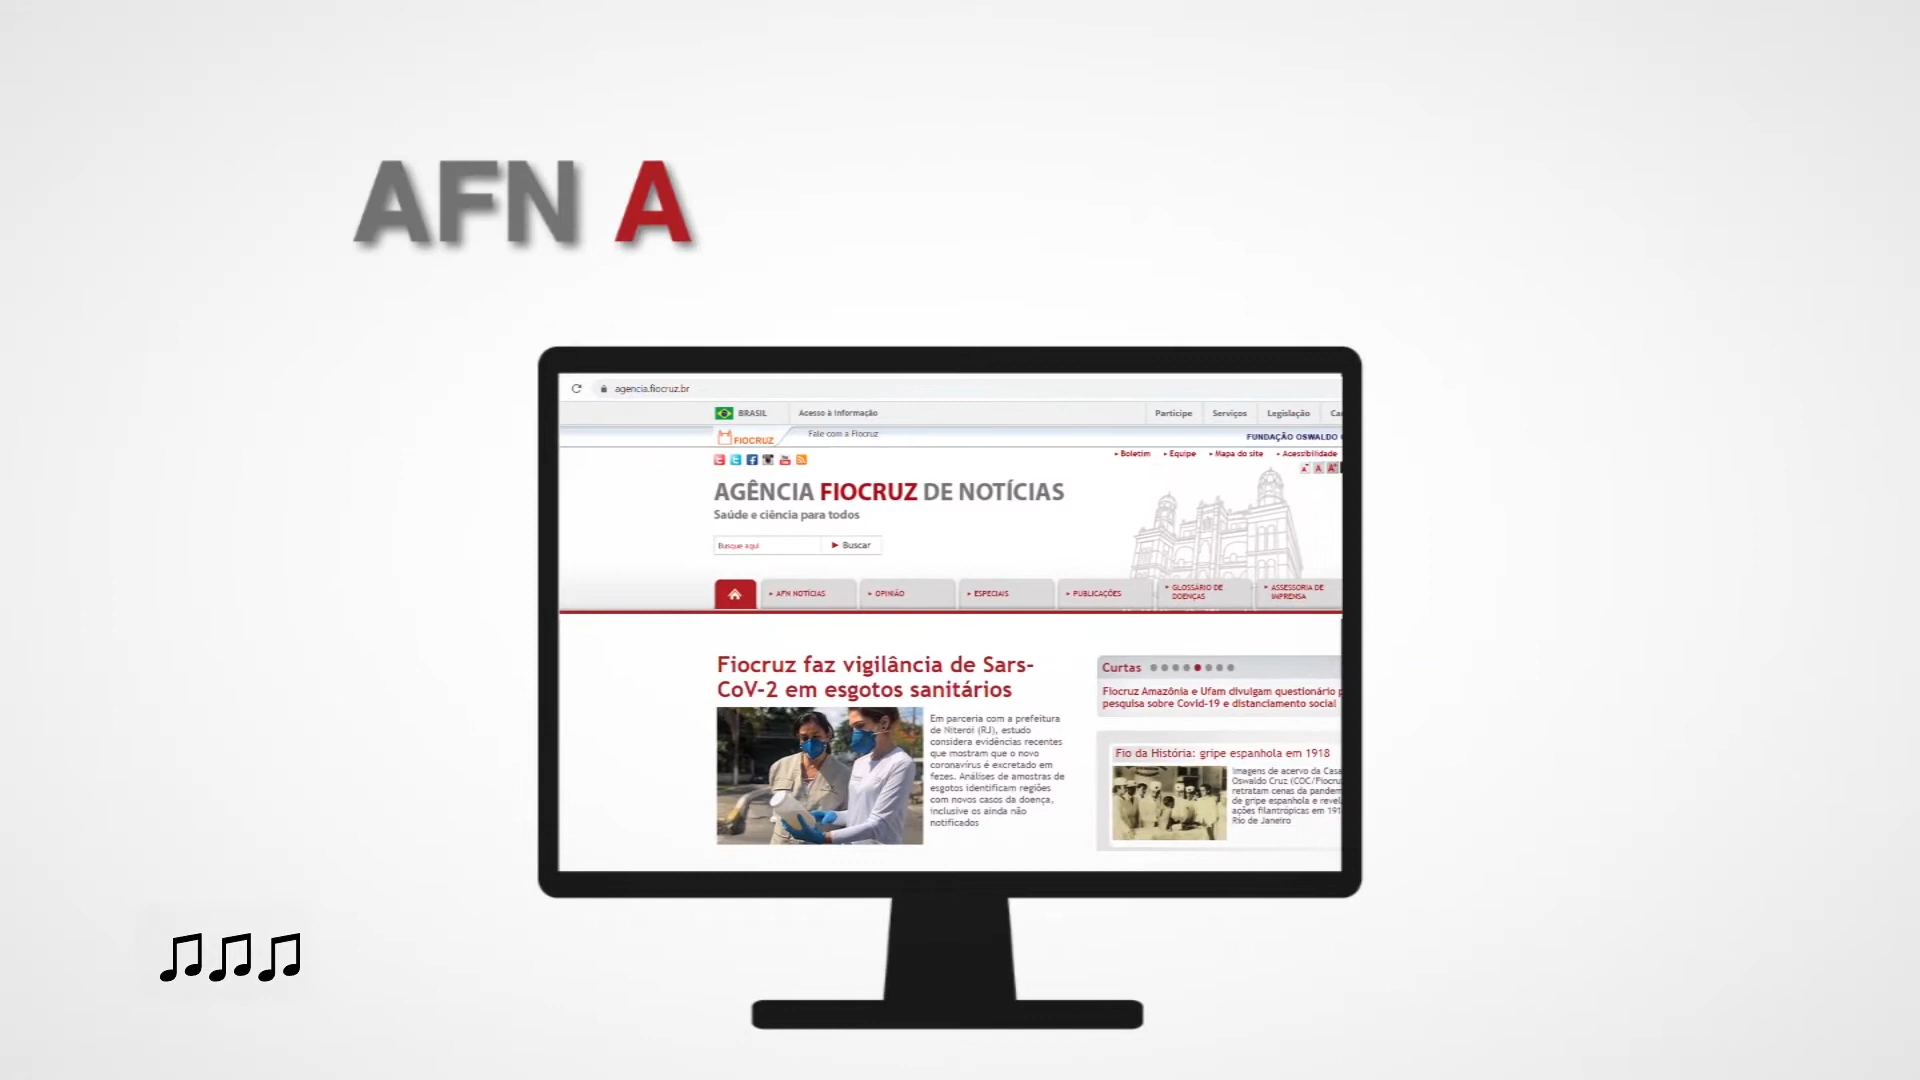 AFN A
agencia.fiocruz.br
BRASIL Acesso à informação Participe Serviços Legislação
FIOCRUZ Fale com a Fiocruz FUNDAÇÃO OSWALDO
Boletim Equipe Mapa do site Acessibilidade
A A A
AGÊNCIA FIOCRUZ DE NOTÍCIAS
Saúde e ciência para todos
Busque aqui Buscar
AFN NOTÍCIAS OPINIÃO ESPECIAIS PUBLICAÇÕES GLOSSÁRIO DE DOENÇAS ASSESSORIA DE IMPRENSA
Fiocruz faz vigilância de Sars-
CoV-2 em esgotos sanitários
Em parceria com a prefeitura
de Niterói (RJ), estudo
considera evidências recentes
que mostram que o novo
coronavírus é excretado em
fezes. Análises de amostras de
esgotos identificam regiões
com novos casos da doença,
inclusive os ainda não
notificados
Curtas
Fiocruz Amazônia e Ufam divulgam questionário
pesquisa sobre Covid-19 e distanciamento social
Fio da História: gripe espanhola em 1918
Imagens de acervo da Casa
Oswaldo Cruz (COC/Fiocruz
retratam cenas da pandem
de gripe espanhola e revel
ações filantrópicas em 191
Rio de Janeiro